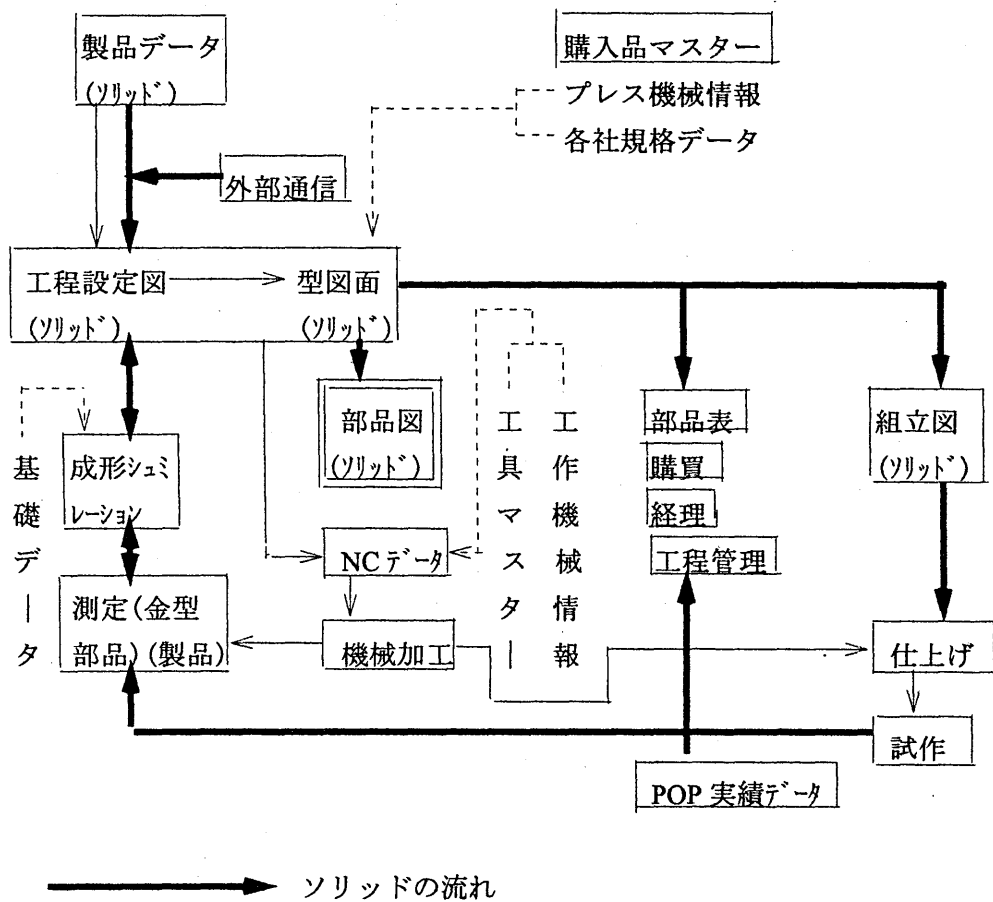 製品データ
(ソリッド)
購入品マスター
プレス機械情報
各社規格データ
外部通信
工程設定図
(ソリッド)
型図面
(ソリッド)
基礎データ
成形シュミ
レーション
部品図
(ソリッド)
工具マスター
工作機械情報
部品表
購買
経理
工程管理
組立図
(ソリッド)
NCデータ
測定(金型
部品)(製品)
機械加工
仕上げ
試作
POP 実績データ
ソリッドの流れ